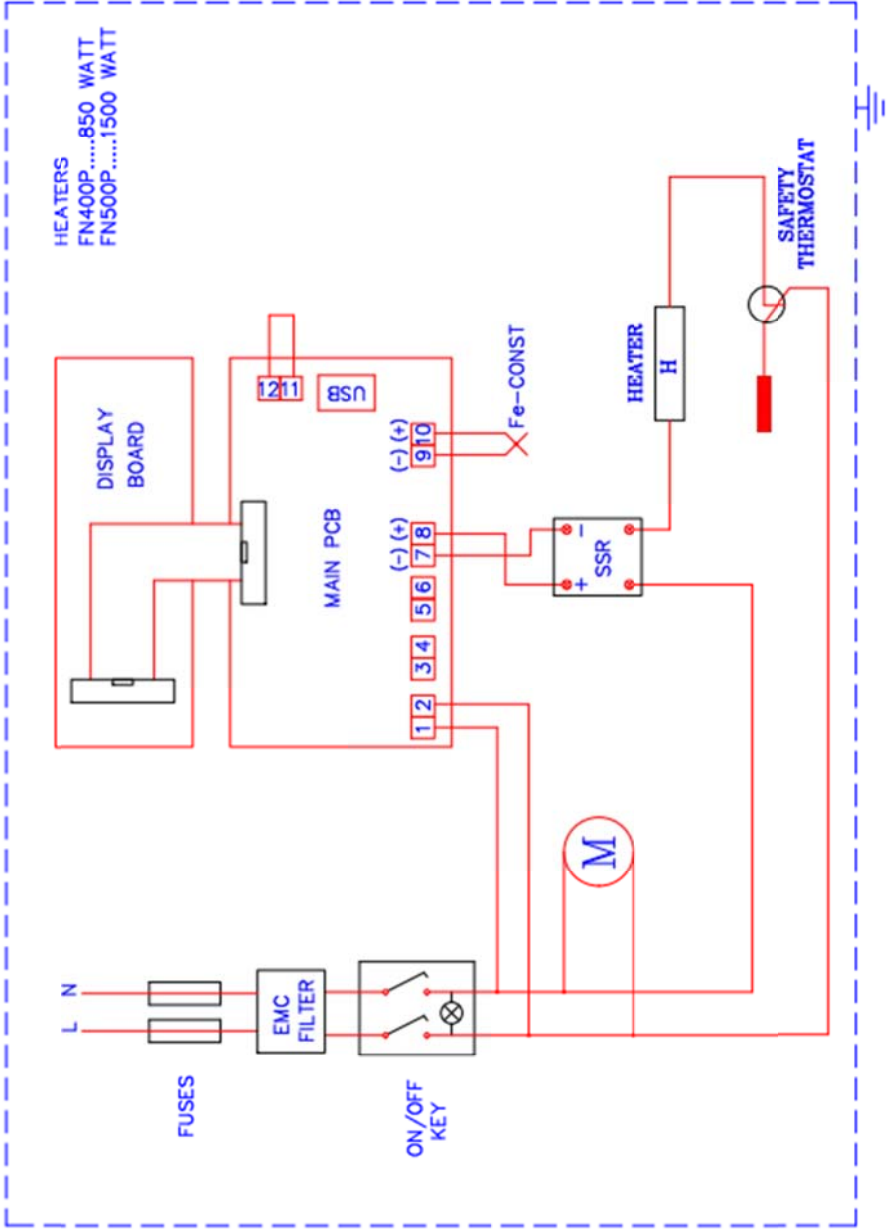 HEATERS
FN400P.....850 WATT
FN500P.....1500 WATT
DISPLAY
BOARD
12 11
USB
MAIN PCB
(-) (+)
9 10
(-) (+)
7 8
5 6
3 4
1 2
Fe-CONST
HEATER
H
SAFETY
THERMOSTAT
+ -
SSR
M
L N
FUSES
EMC
FILTER
ON/OFF
KEY